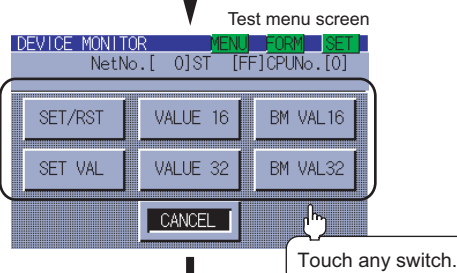 Test menu screen
DEVICE MONITOR MENU FORM SET
NetNo.[ 0]ST [FF]CPUNo.[0]
SET/RST VALUE 16 BM VAL16
SET VAL VALUE 32 BM VAL32
CANCEL
Touch any switch.